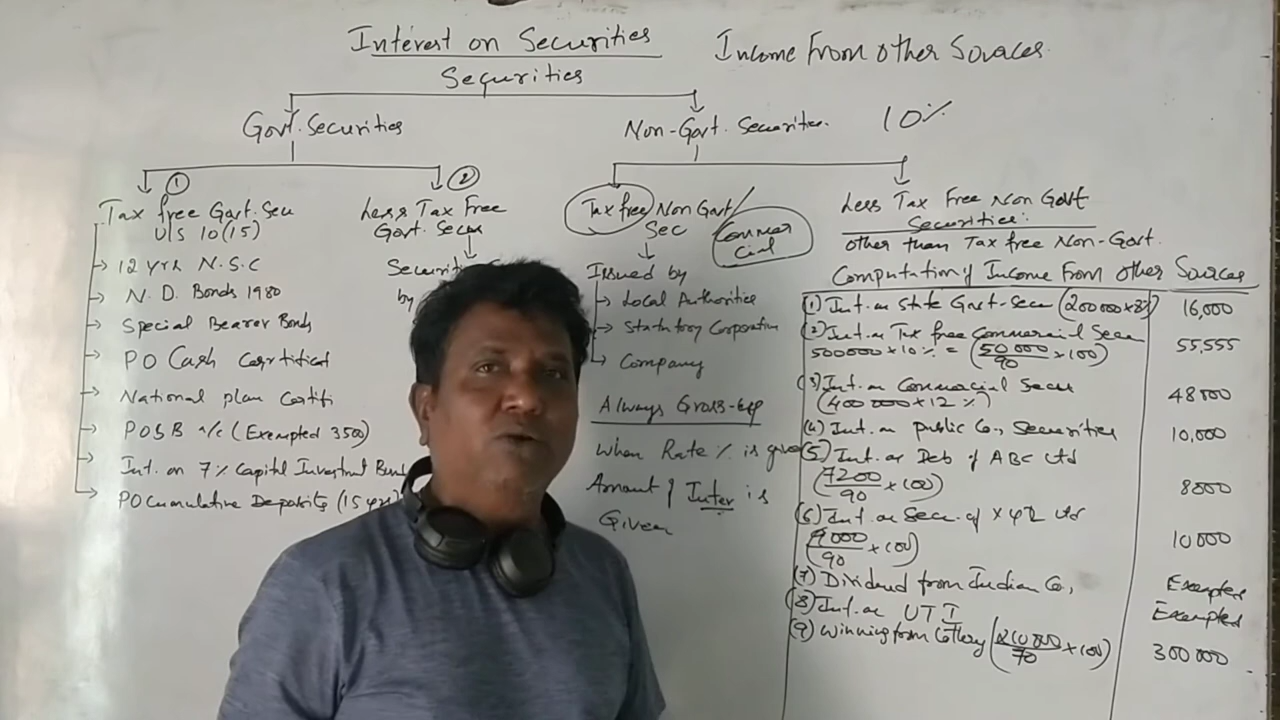 Interest on Securities
Income From other Sources
Securities
Govt. Securities
Non-Govt. Securities.
10%
1
2
Tax free Govt. Sec
U/S 10(15)
12 yrs N.S.C
N. D. Bonds 1980
Special Bearer Bonds
PO Cash
National plan Certifi
POSB a/c (Exempted 3500)
Int. on 7% Capital Investment Bond
PO Cumulative Deposits (15 yrs)
Less Tax Free
Govt. Secur
Securiti
by
Tax free Non Govt /
Sec
Commer
cial
Issued by
Local Authorities
Statutory Corporation
Company
Always Gross-up
When Rate % is given
Amount of Inter is
Given
Less Tax Free Non Govt
Securities:
other than Tax free Non-Govt.
Computation of Income From other Sources
(1) Int. on State Govt. Secu (200000×8%) 16,000
(2) Int. on Tax free Commercial Secu
500000×10% = (50000/90 ×100) 55,555
(3) Int. on Commercial Secu
(400000×12%) 48000
(4) Int. on public Co., Securities 10,000
(5) Int. on Deb of ABC Ltd
(7200/90 ×100) 8000
(6) Int. on Secu. of XYZ Ltd
(9000/90 ×100) 10000
(7) Dividend from Indian Co., Exempted
(8) Int. on UTI Exempted
(9) Winning from Lottery (210000/70 ×100) 300000